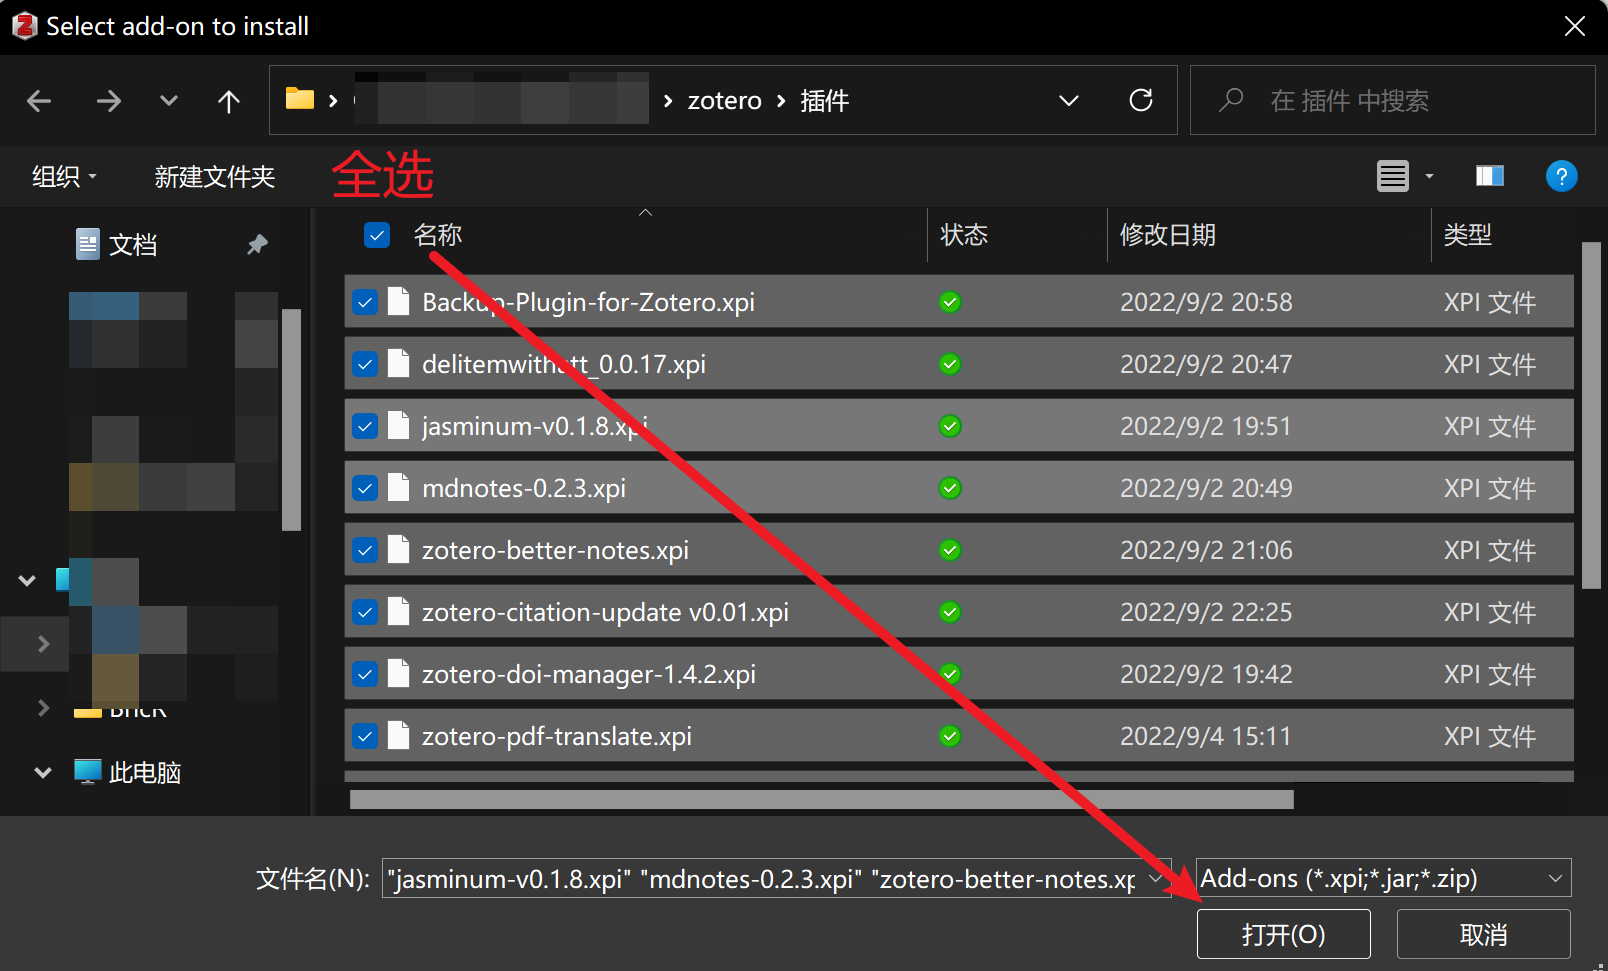 Select add-on to install
zotero
插件
在 插件 中搜索
组织
新建文件夹
全选
文档
名称
状态
修改日期
类型
Backup-Plugin-for-Zotero.xpi
2022/9/2 20:58
XPI 文件
delitemwithatt_0.0.17.xpi
2022/9/2 20:47
XPI 文件
jasminum-v0.1.8.xpi
2022/9/2 19:51
XPI 文件
mdnotes-0.2.3.xpi
2022/9/2 20:49
XPI 文件
zotero-better-notes.xpi
2022/9/2 21:06
XPI 文件
zotero-citation-update v0.01.xpi
2022/9/2 22:25
XPI 文件
zotero-doi-manager-1.4.2.xpi
2022/9/2 19:42
XPI 文件
zotero-pdf-translate.xpi
2022/9/4 15:11
XPI 文件
此电脑
文件名(N):
"jasminum-v0.1.8.xpi" "mdnotes-0.2.3.xpi" "zotero-better-notes.xp
Add-ons (*.xpi;*.jar;*.zip)
打开(O)
取消